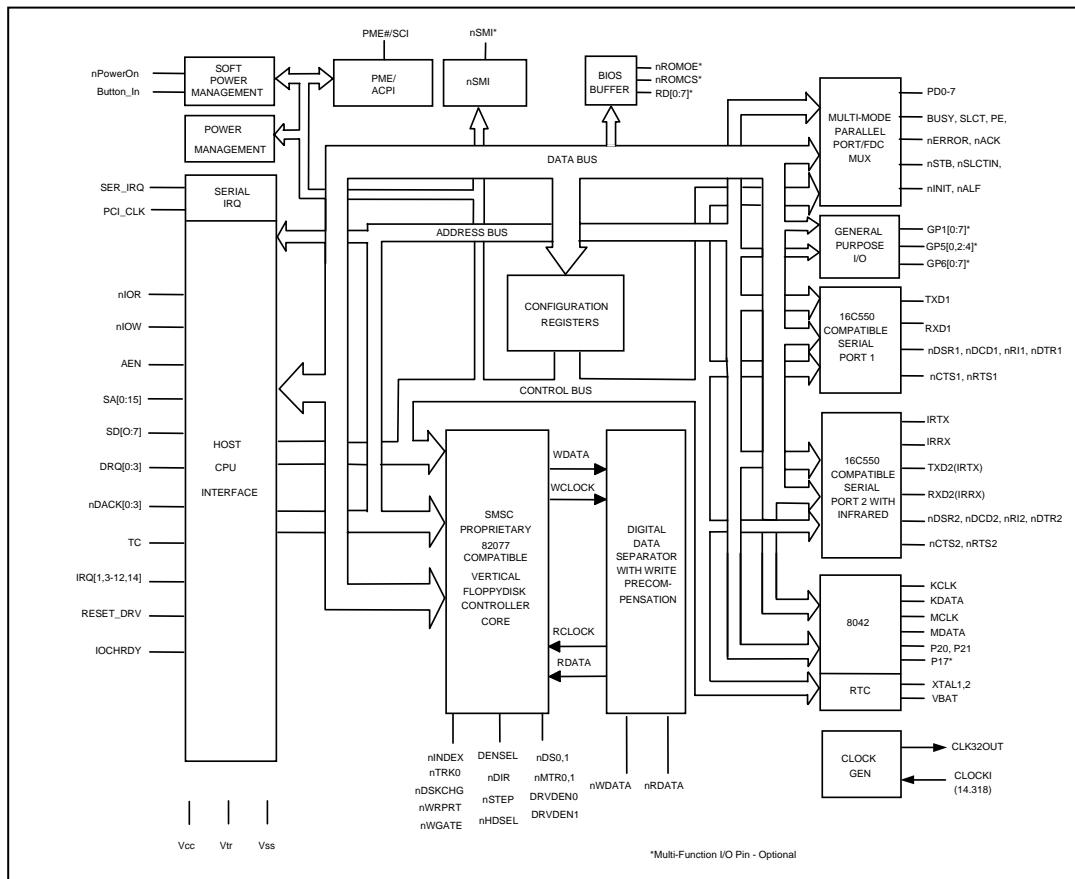 PME#/SCI
nSMI*
nPowerOn
Button_In
SOFT
POWER
MANAGEMENT
PME/
ACPI
nSMI
BIOS
BUFFER
nROMOE*
nROMCS*
RD[0:7]*
POWER
MANAGEMENT
DATA BUS
MULTI-MODE
PARALLEL
PORT/FDC
MUX
PD0-7
BUSY, SLCT, PE,
nERROR, nACK
nSTB, nSLCTIN,
nINIT, nALF
SER_IRQ
PCI_CLK
SERIAL
IRQ
ADDRESS BUS
GENERAL
PURPOSE
I/O
GP1[0:7]*
GP5[0,2:4]*
GP6[0:7]*
nIOR
nIOW
AEN
SA[0:15]
SD[O:7]
DRQ[0:3]
nDACK[0:3]
TC
IRQ[1,3-12,14]
RESET_DRV
IOCHRDY
HOST
CPU
INTERFACE
CONFIGURATION
REGISTERS
CONTROL BUS
16C550
COMPATIBLE
SERIAL
PORT 1
TXD1
RXD1
nDSR1, nDCD1, nRI1, nDTR1
nCTS1, nRTS1
SMSC
PROPRIETARY
82077
COMPATIBLE
VERTICAL
FLOPPYDISK
CONTROLLER
CORE
WDATA
WCLOCK
RCLOCK
RDATA
DIGITAL
DATA
SEPARATOR
WITH WRITE
PRECOM-
PENSATION
16C550
COMPATIBLE
SERIAL
PORT 2 WITH
INFRARED
IRTX
IRRX
TXD2(IRTX)
RXD2(IRRX)
nDSR2, nDCD2, nRI2, nDTR2
nCTS2, nRTS2
8042
KCLK
KDATA
MCLK
MDATA
P20, P21
P17*
RTC
XTAL1,2
VBAT
CLOCK
GEN
CLK32OUT
CLOCKI
(14.318)
nINDEX
nTRK0
nDSKCHG
nWRPRT
nWGATE
DENSEL
nDIR
nSTEP
nHDSEL
nDS0,1
nMTR0,1
DRVDEN0
DRVDEN1
nWDATA
nRDATA
Vcc
Vtr
Vss
*Multi-Function I/O Pin - Optional